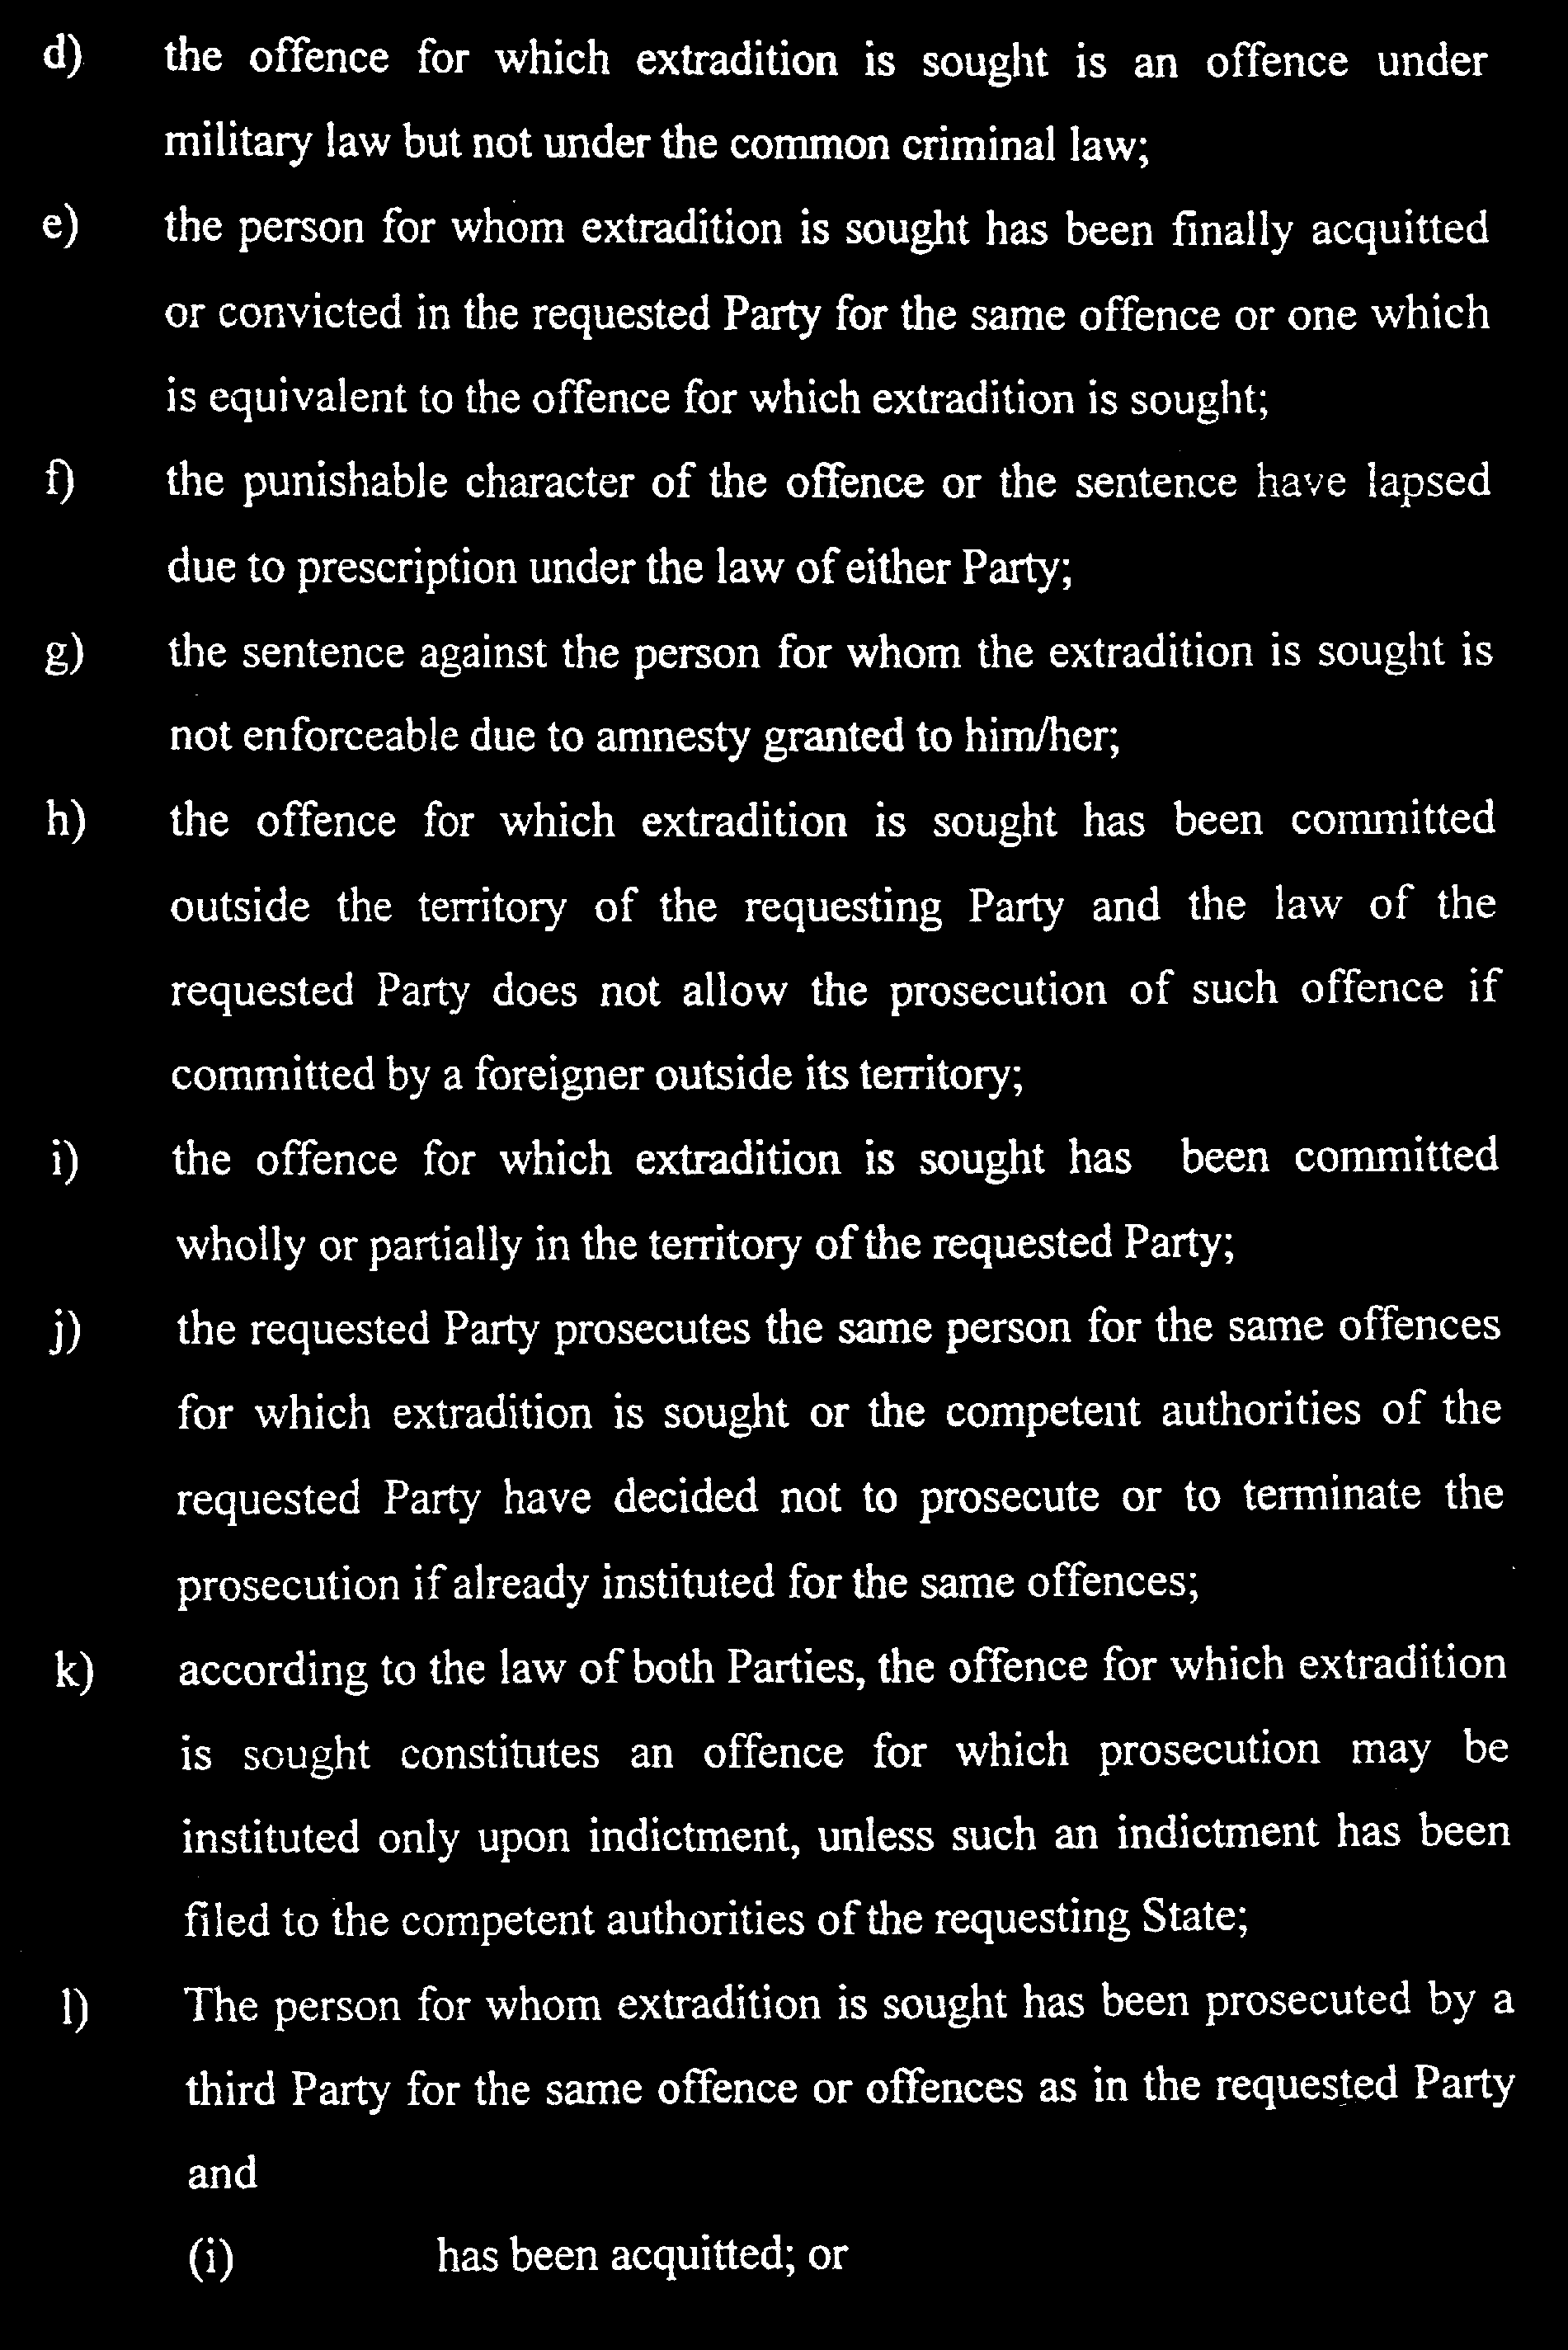 d) the offence for which extradition is sought is an offence under
military law but not under the common criminal law;
e) the person for whom extradition is sought has been finally acquitted
or convicted in the requested Party for the same offence or one which
is equivalent to the offence for which extradition is sought;
f) the punishable character of the offence or the sentence have lapsed
due to prescription under the law of either Party;
g) the sentence against the person for whom the extradition is sought is
not enforceable due to amnesty granted to him/her;
h) the offence for which extradition is sought has been committed
outside the territory of the requesting Party and the law of the
requested Party does not allow the prosecution of such offence if
committed by a foreigner outside its territory;
i) the offence for which extradition is sought has been committed
wholly or partially in the territory of the requested Party;
j) the requested Party prosecutes the same person for the same offences
for which extradition is sought or the competent authorities of the
requested Party have decided not to prosecute or to terminate the
prosecution if already instituted for the same offences;
k) according to the law of both Parties, the offence for which extradition
is sought constitutes an offence for which prosecution may be
instituted only upon indictment, unless such an indictment has been
filed to the competent authorities of the requesting State;
l) The person for whom extradition is sought has been prosecuted by a
third Party for the same offence or offences as in the requested Party
and
(i) has been acquitted; or